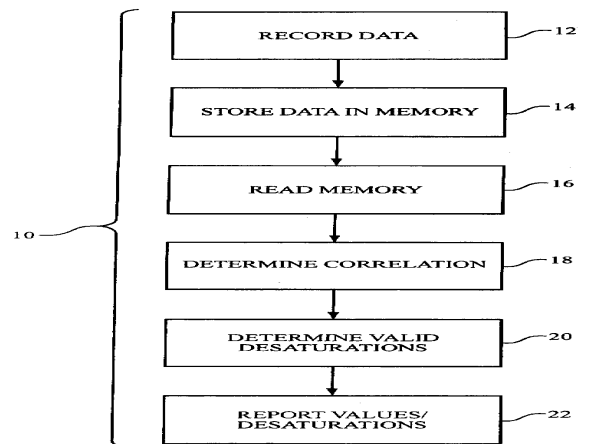 RECORD DATA
12
STORE DATA IN MEMORY
14
READ MEMORY
16
10
DETERMINE CORRELATION
18
DETERMINE VALID
DESATURATIONS
20
REPORT VALUES/
DESATURATIONS
22